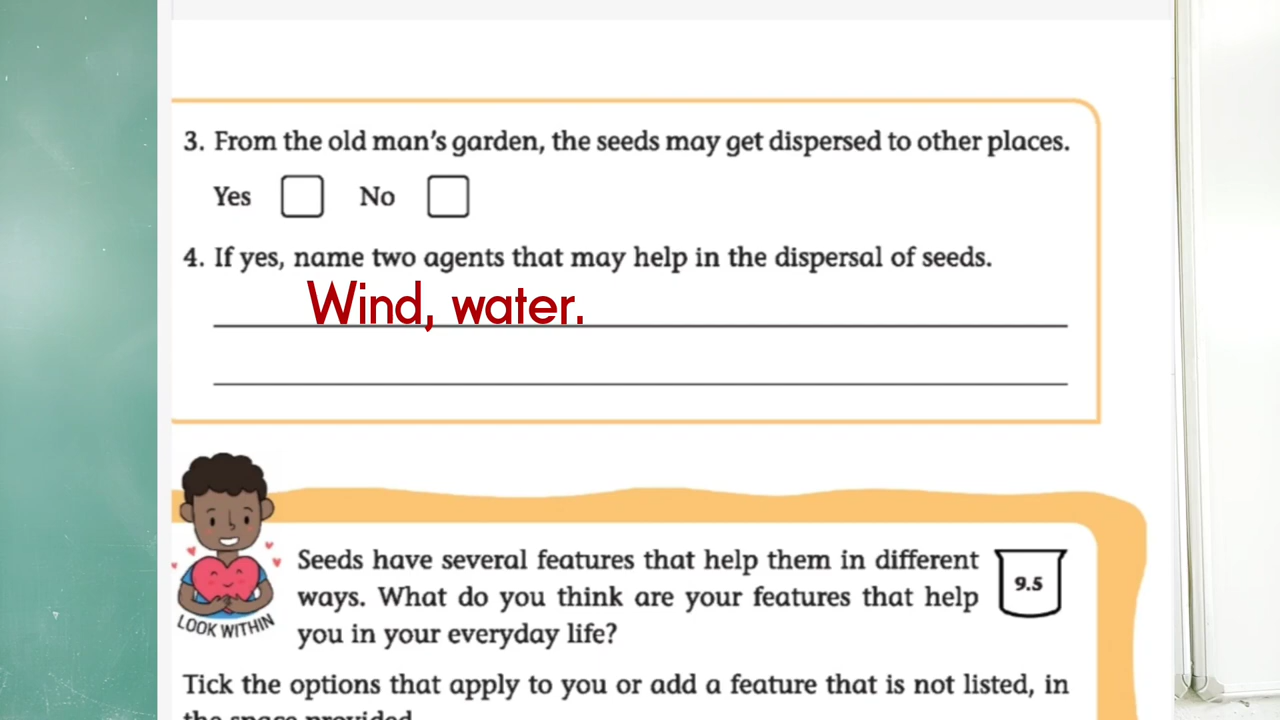 3. From the old man's garden, the seeds may get dispersed to other places.
Yes No
4. If yes, name two agents that may help in the dispersal of seeds.
Wind, water.
LOOK WITHIN
Seeds have several features that help them in different
ways. What do you think are your features that help
you in your everyday life?
9.5
Tick the options that apply to you or add a feature that is not listed, in
the space provided.